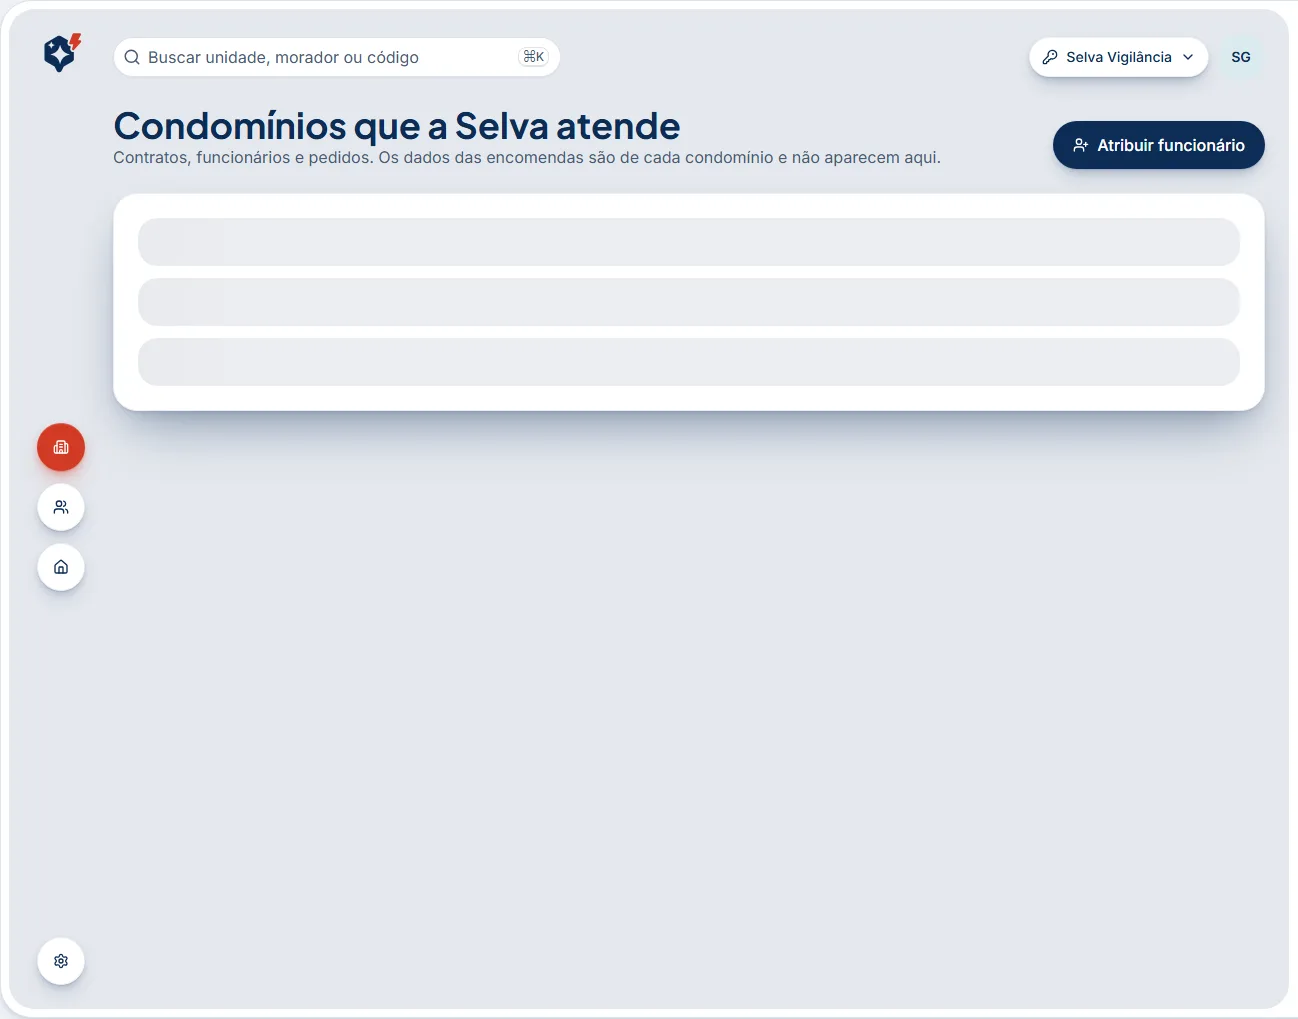 Buscar unidade, morador ou código
⌘K
Selva Vigilância
SG
Condomínios que a Selva atende
Contratos, funcionários e pedidos. Os dados das encomendas são de cada condomínio e não aparecem aqui.
Atribuir funcionário